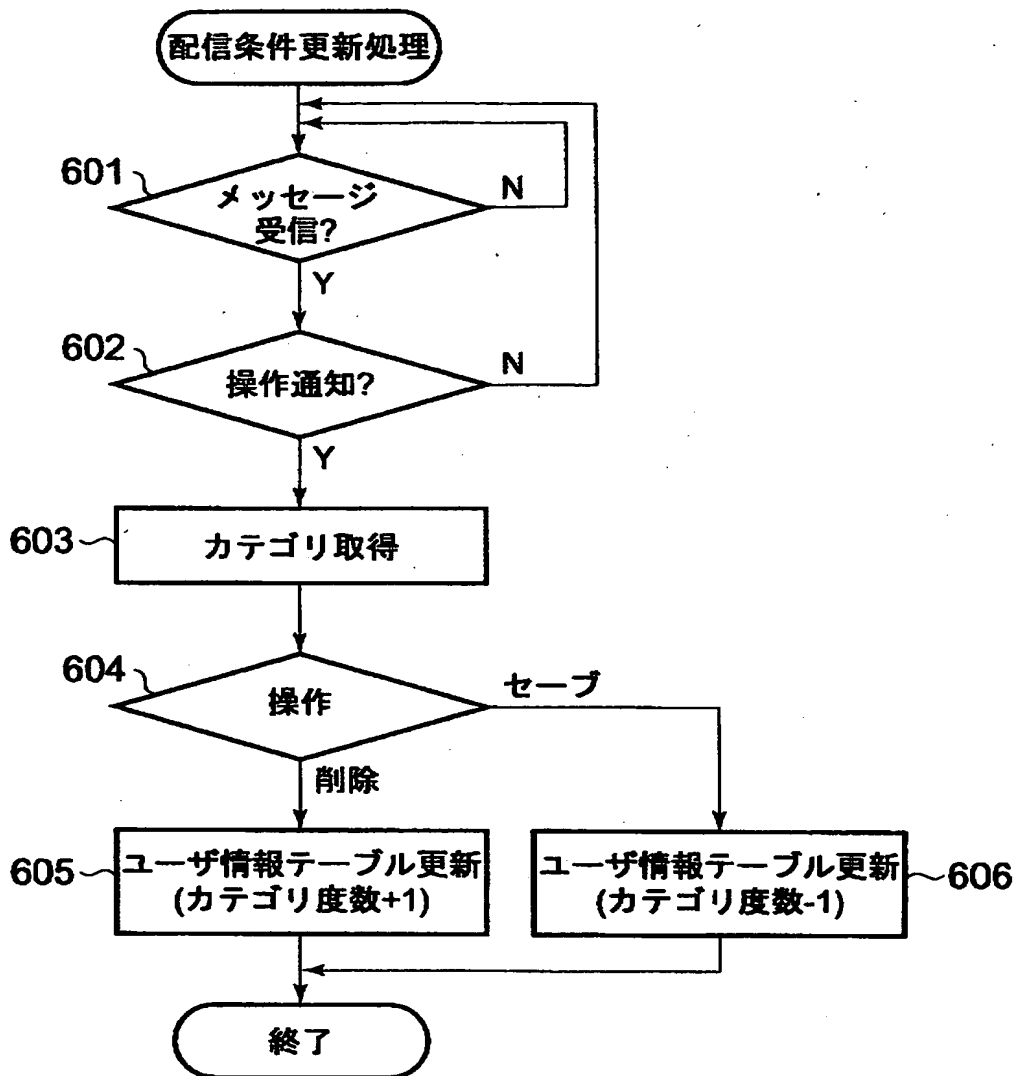 配信条件更新処理
601
メッセージ
受信?
N
Y
602
操作通知?
N
Y
603
カテゴリ取得
604
操作
セーブ
削除
605
ユーザ情報テーブル更新
(カテゴリ度数+1)
ユーザ情報テーブル更新
(カテゴリ度数-1)
606
終了